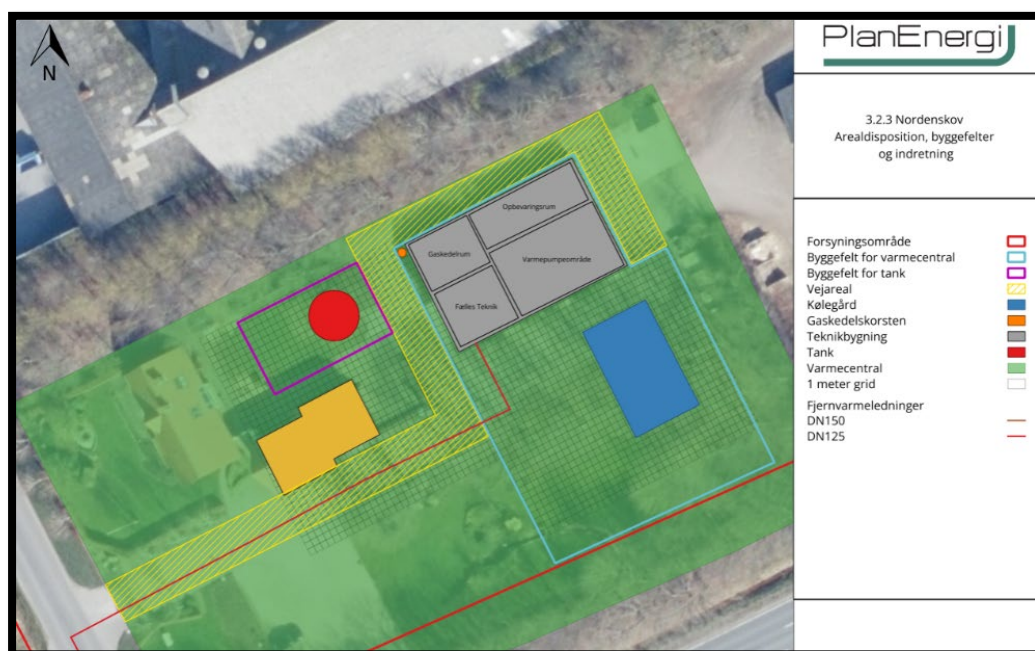 N
Opbevaringsrum
Gaskedelrum
Varmepumpeområde
Fælles Teknik
PlanEnergi
3.2.3 Nordenskov
Arealdisposition, byggefelter
og indretning
Forsyningsområde
Byggefelt for varmecentral
Byggefelt for tank
Vejareal
Kølegård
Gaskedelskorsten
Teknikbygning
Tank
Varmecentral
1 meter grid
Fjernvarmeledninger
DN150
DN125